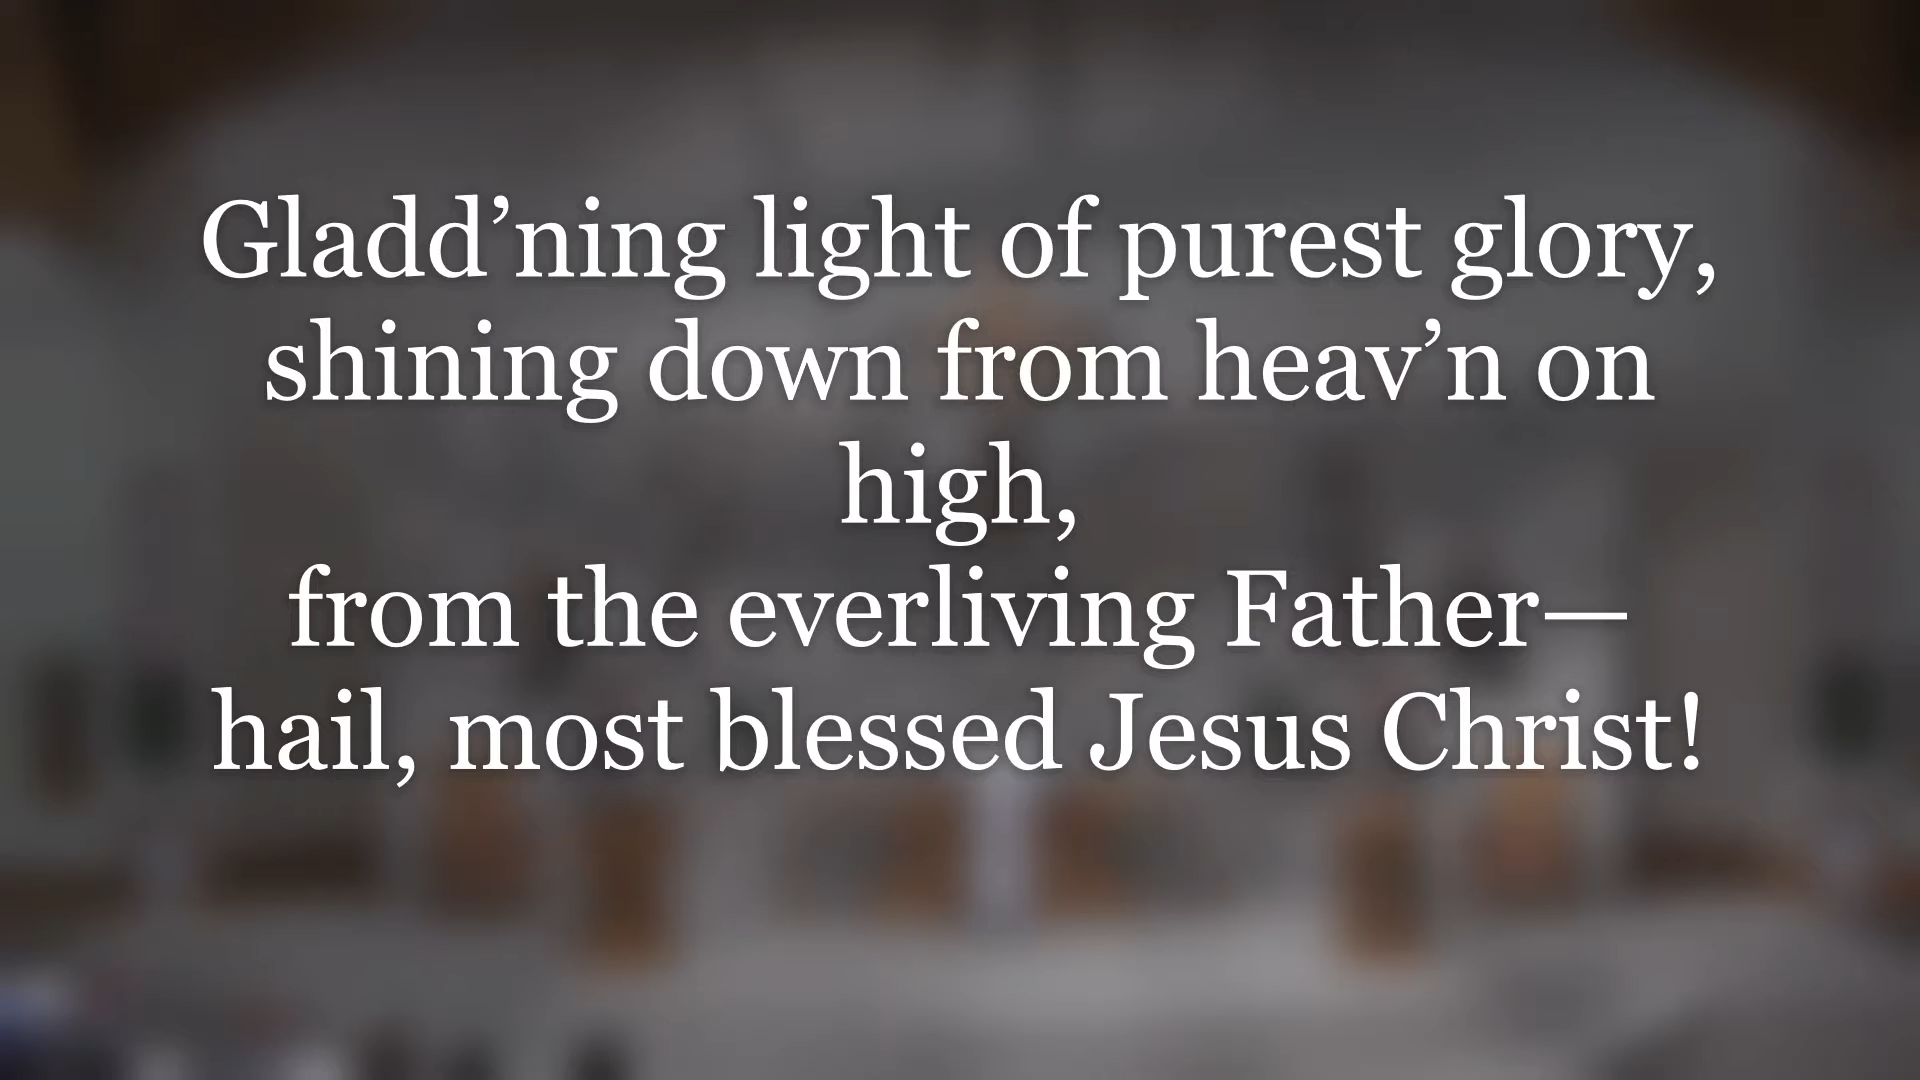 Gladd’ning light of purest glory,
shining down from heav’n on
high,
from the everliving Father—
hail, most blessed Jesus Christ!